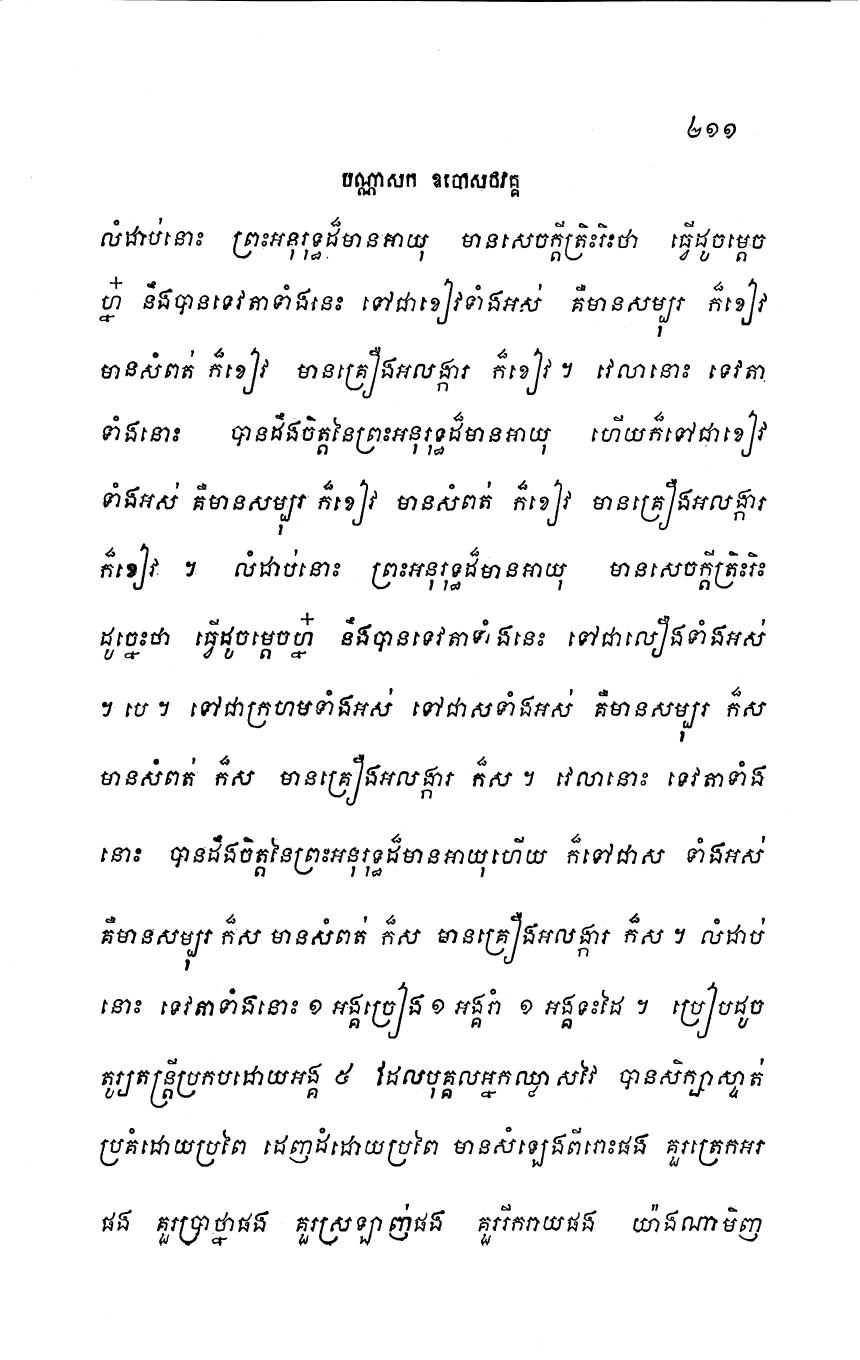 ២១១
បណ្ណាសក ឧបោសថវគ្គ
លំដាប់នោះ ព្រះអនុរុទ្ធដ៏មានអាយុ មានសេចក្តីត្រិះរិះថា ធ្វើដូចម្តេច
ហ្ន៎ នឹងបានទេវតាទាំងនេះ ទៅជាខៀវទាំងអស់ គឺមានសម្បុរ ក៏ខៀវ
មានសំពត់ ក៏ខៀវ មានគ្រឿងអលង្ការ ក៏ខៀវ ។ វេលានោះ ទេវតា
ទាំងនោះ បានដឹងចិត្តនៃព្រះអនុរុទ្ធដ៏មានអាយុ ហើយក៏ទៅជាខៀវ
ទាំងអស់ គឺមានសម្បុរ ក៏ខៀវ មានសំពត់ ក៏ខៀវ មានគ្រឿងអលង្ការ
ក៏ខៀវ ។ លំដាប់នោះ ព្រះអនុរុទ្ធដ៏មានអាយុ មានសេចក្តីត្រិះរិះ
ដូច្នេះថា ធ្វើដូចម្តេចហ្ន៎ នឹងបានទេវតាទាំងនេះ ទៅជាលឿងទាំងអស់
។ បេ ។ ទៅជាក្រហមទាំងអស់ ទៅជាសទាំងអស់ គឺមានសម្បុរ ក៏ស
មានសំពត់ ក៏ស មានគ្រឿងអលង្ការ ក៏ស ។ វេលានោះ ទេវតាទាំង
នោះ បានដឹងចិត្តនៃព្រះអនុរុទ្ធដ៏មានអាយុហើយ ក៏ទៅជាស ទាំងអស់
គឺមានសម្បុរ ក៏ស មានសំពត់ ក៏ស មានគ្រឿងអលង្ការ ក៏ស ។ លំដាប់
នោះ ទេវតាទាំងនោះ ១ អង្គច្រៀង ១ អង្គរាំ ១ អង្គទះដៃ ។ ប្រៀបដូច
តូរ្យតន្ត្រីប្រកបដោយអង្គ ៥ ដែលបុគ្គលអ្នកឈ្លាសវៃ បានសិក្សាស្ទាត់
ប្រគំដោយប្រពៃ ដេញដំដោយប្រពៃ មានសំឡេងពីរោះផង គួរត្រេកអរ
ផង គួរប្រាថ្នាផង គួរស្រឡាញ់ផង គួររីករាយផង យ៉ាងណាមិញ